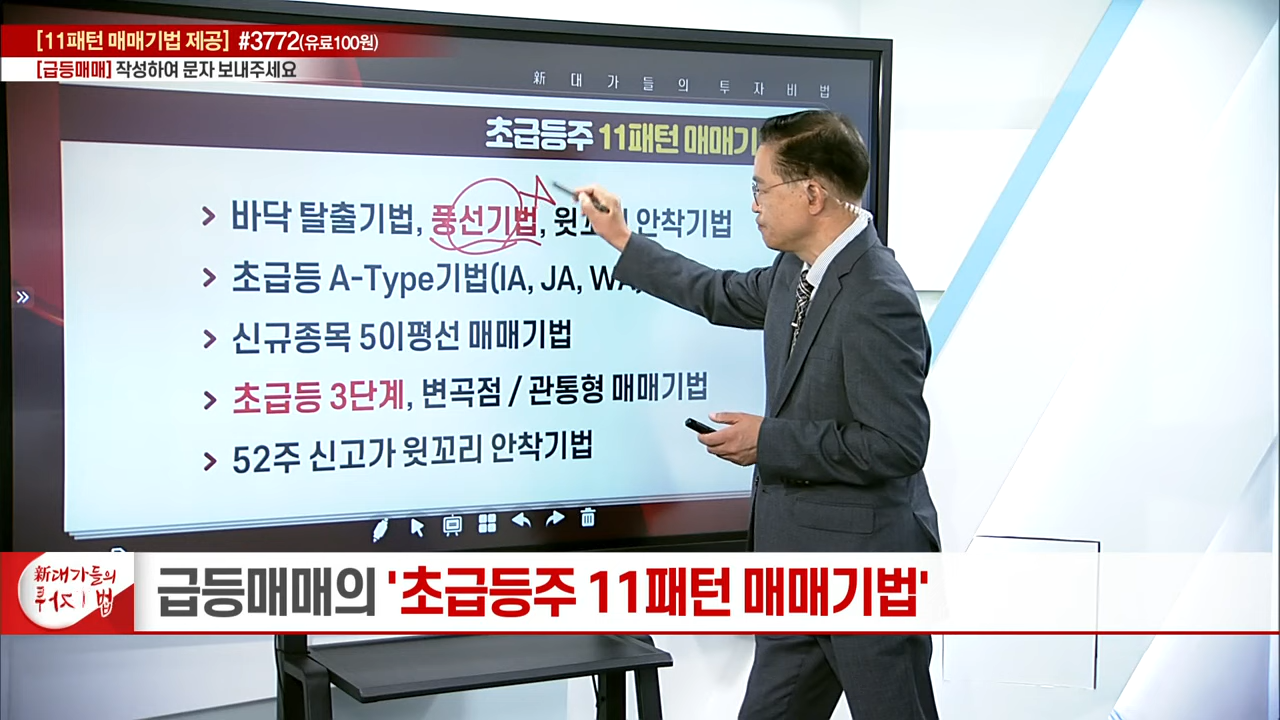 [11패턴 매매기법 제공] #3772(유료100원)
[급등매매] 작성하여 문자 보내주세요
新 대 가 들 의 투 자 비 법
초급등주 11패턴 매매기
바닥 탈출기법, 풍선기법, 윗꼬리 안착기법
초급등 A-Type기법(IA, JA, WA)
신규종목 5이평선 매매기법
초급등 3단계, 변곡점 / 관통형 매매기법
52주 신고가 윗꼬리 안착기법
新대가들의
투자비법
급등매매의 '초급등주 11패턴 매매기법'